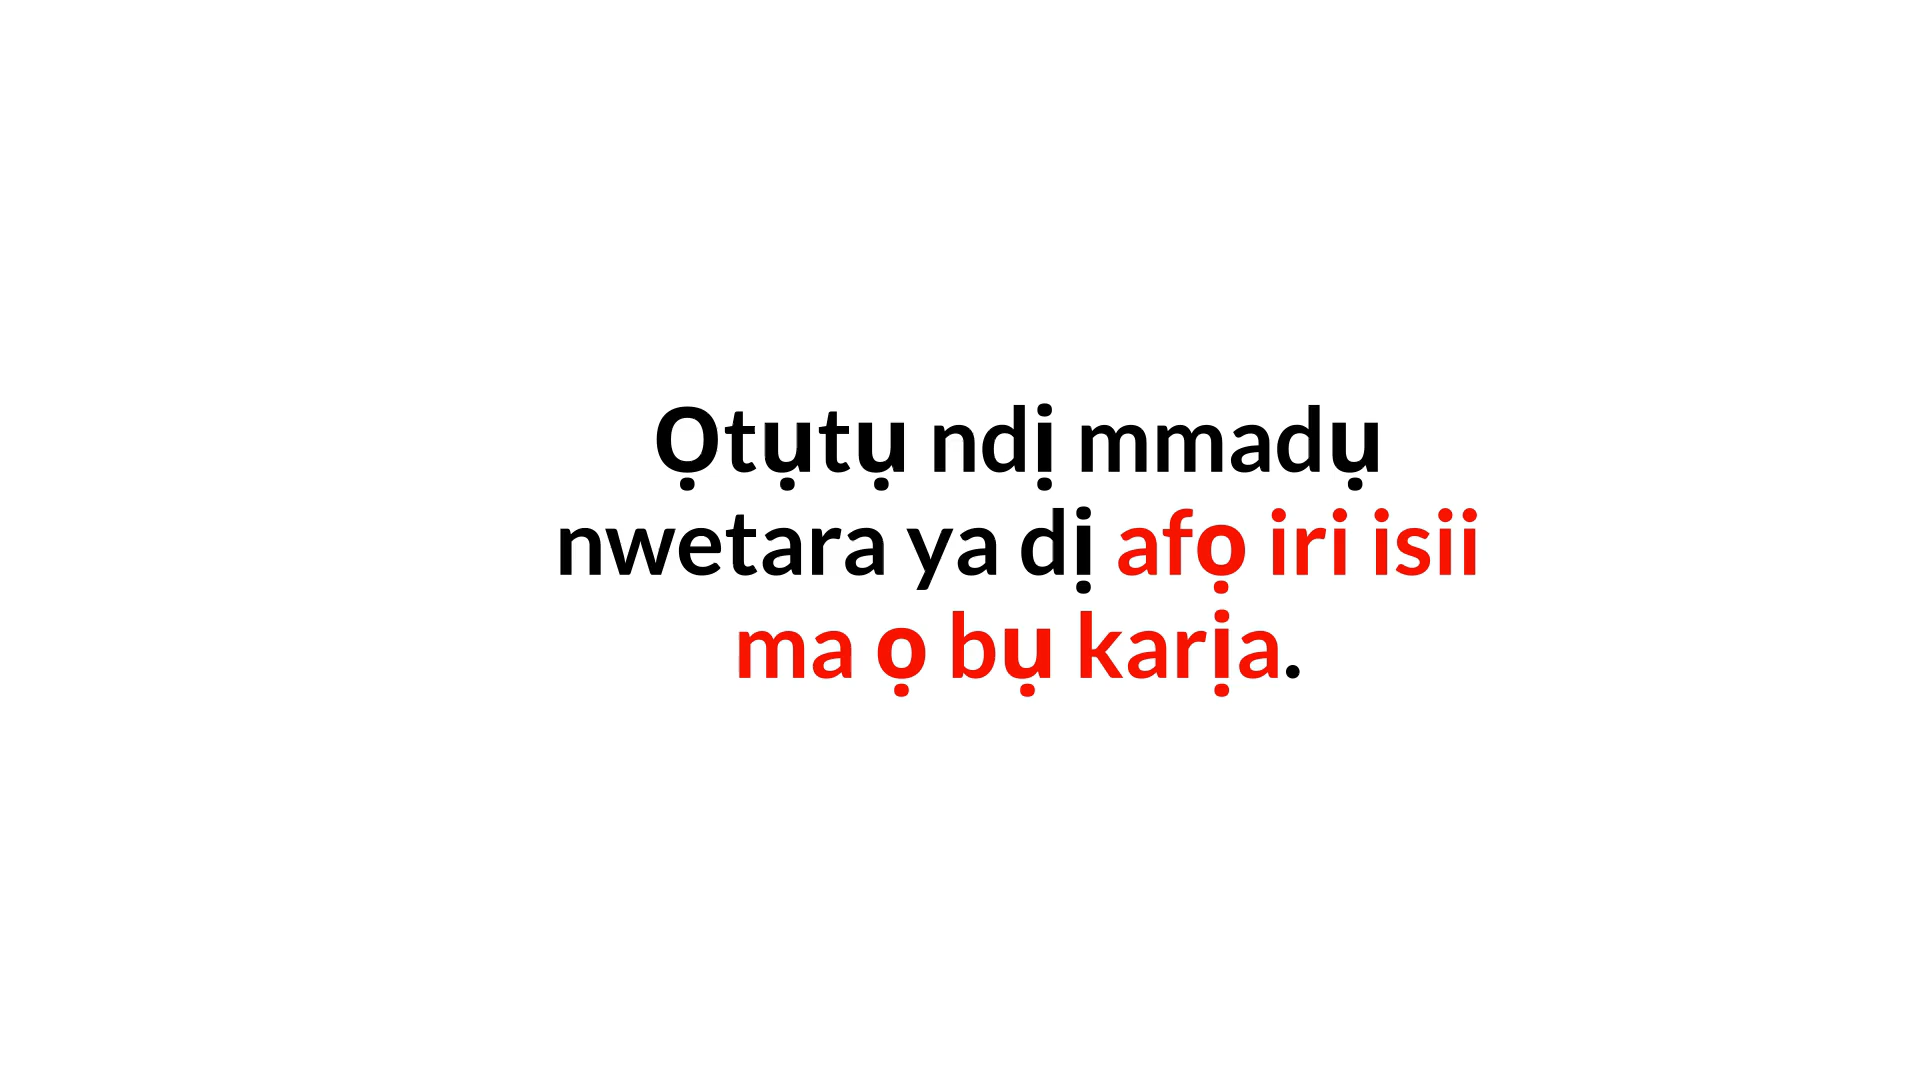 Ọtụtụ ndị mmadụ
nwetara ya dị afọ iri isii
ma ọ bụ karịa.